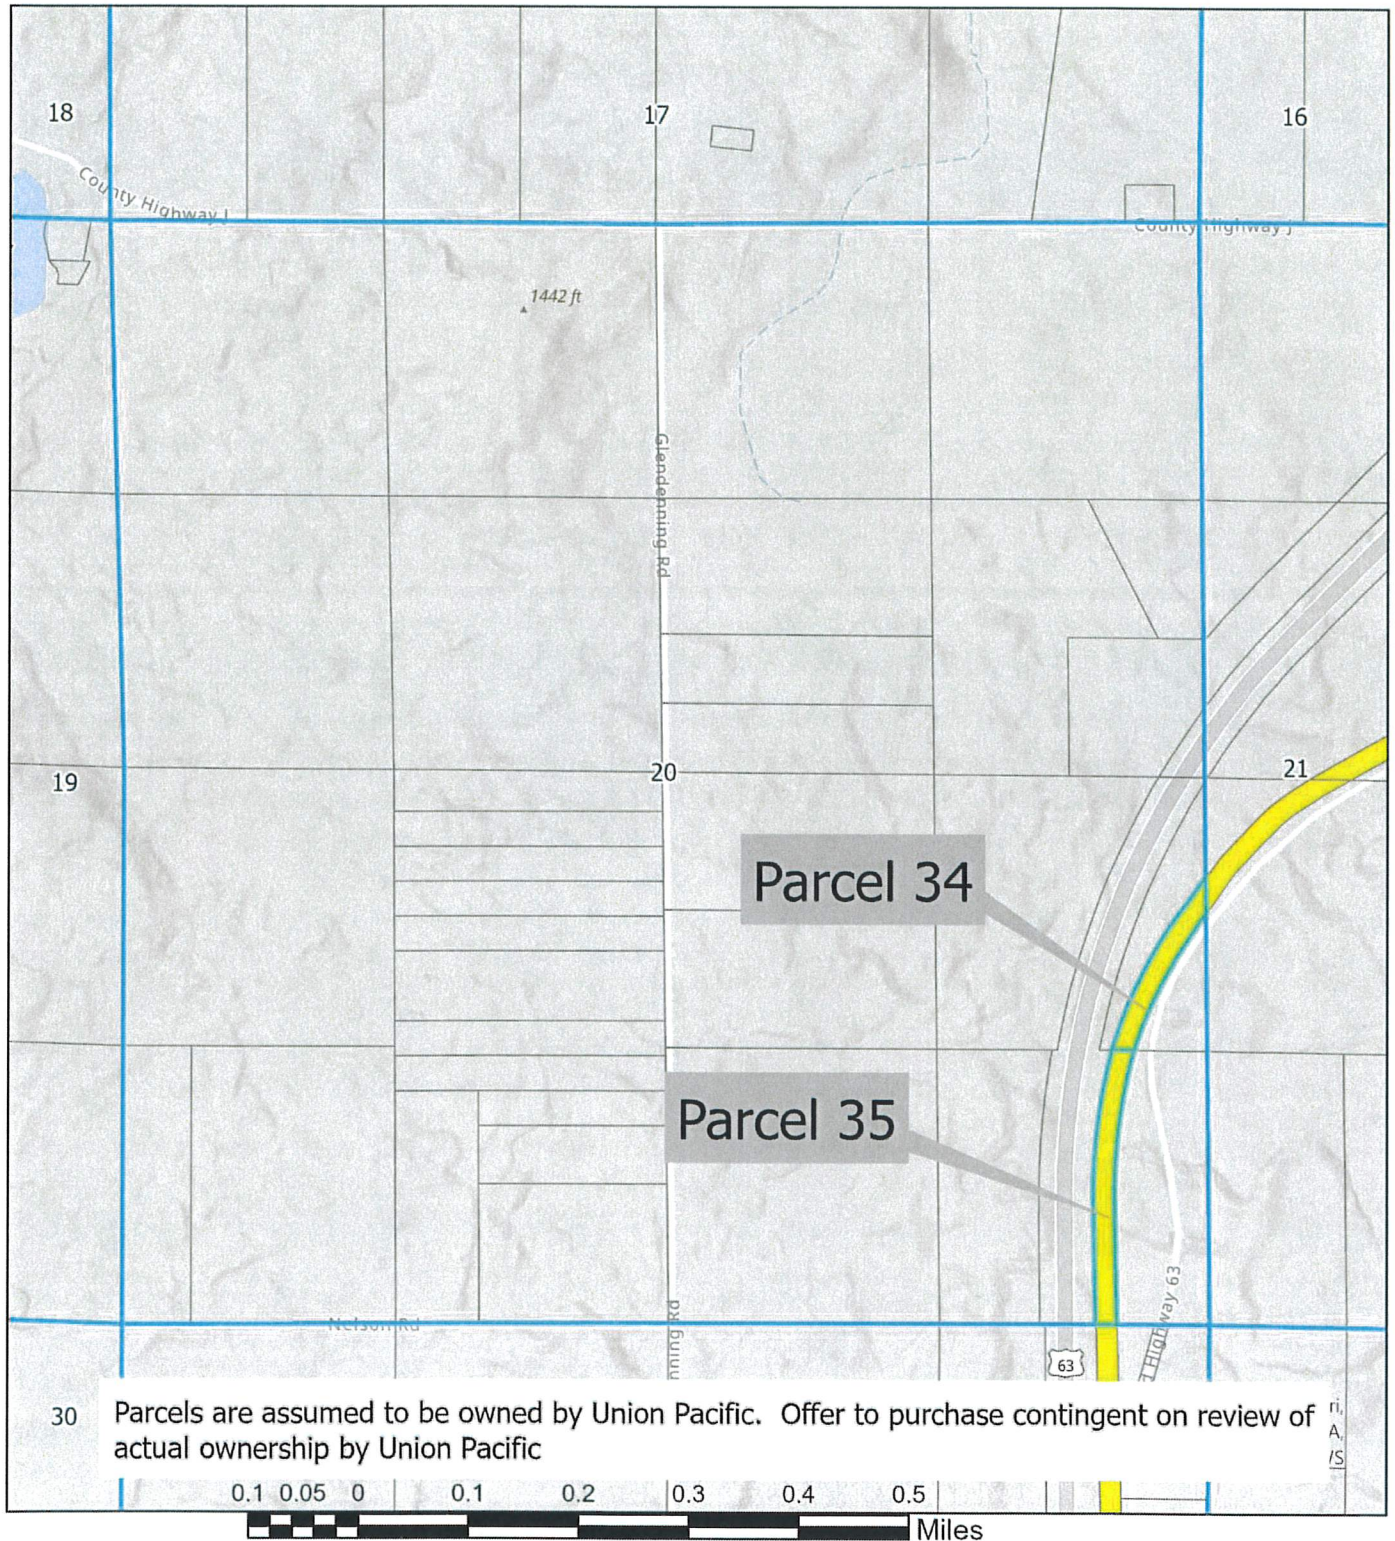 18
17
16
County Highway J
County Highway J
1442 ft
Glendenning Rd
19
20
21
Parcel 34
Parcel 35
Nelson Rd
nning Rd
d Highway 63
63
30
Parcels are assumed to be owned by Union Pacific. Offer to purchase contingent on review of
actual ownership by Union Pacific
ri,
A,
/S
0.1 0.05 0 0.1 0.2 0.3 0.4 0.5
Miles